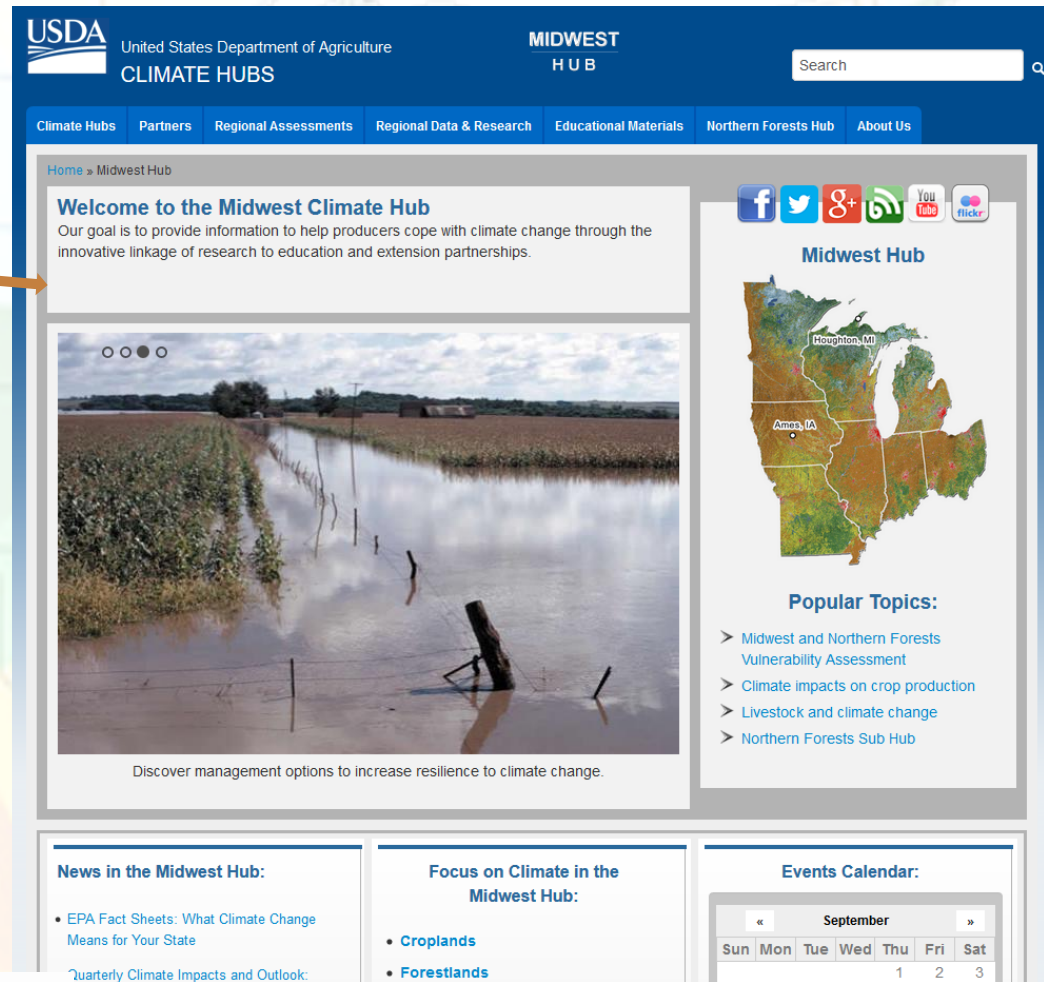 USDA
United States Department of Agriculture
CLIMATE HUBS
MIDWEST
HUB
Search
Climate Hubs Partners Regional Assessments Regional Data & Research Educational Materials Northern Forests Hub About Us
Home » Midwest Hub
Welcome to the Midwest Climate Hub
Our goal is to provide information to help producers cope with climate change through the
innovative linkage of research to education and extension partnerships.
Discover management options to increase resilience to climate change.
f 8+ You
Tube flickr
Midwest Hub
Houghton, MI
Ames, IA
Popular Topics:
Midwest and Northern Forests
Vulnerability Assessment
Climate impacts on crop production
Livestock and climate change
Northern Forests Sub Hub
News in the Midwest Hub:
• EPA Fact Sheets: What Climate Change
Means for Your State
Quarterly Climate Impacts and Outlook:
Focus on Climate in the
Midwest Hub:
• Croplands
• Forestlands
Events Calendar:
« September »
Sun Mon Tue Wed Thu Fri Sat
1 2 3